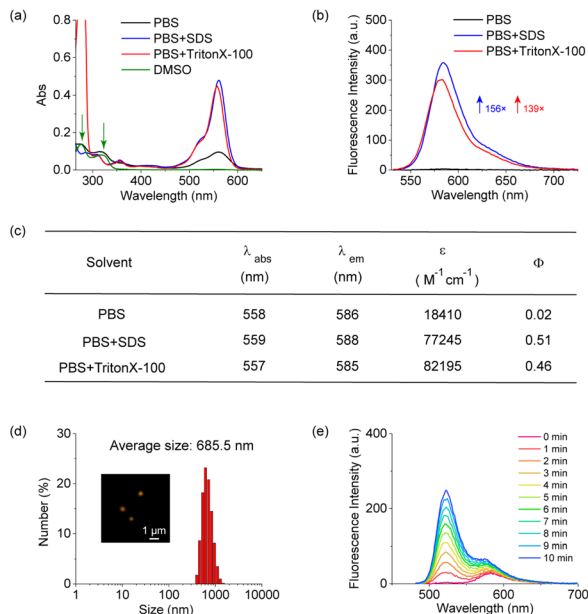 (a)
PBS
PBS+SDS
PBS+TritonX-100
DMSO
Abs
0.8
0.6
0.4
0.2
0.0
300 400 500 600
Wavelength (nm)
(b)
PBS
PBS+SDS
PBS+TritonX-100
Fluorescence Intensity (a.u.)
500
400
300
200
100
0
156× 139×
550 600 650 700
Wavelength (nm)
(c)
Solvent λ abs (nm) λ em (nm) ε ( M⁻¹cm⁻¹) Φ
PBS 558 586 18410 0.02
PBS+SDS 559 588 77245 0.51
PBS+TritonX-100 557 585 82195 0.46
(d)
Average size: 685.5 nm
1 µm
Number (%)
30
20
10
0
1 10 100 1000 10000
Size (nm)
(e)
0 min
1 min
2 min
3 min
4 min
5 min
6 min
7 min
8 min
9 min
10 min
Fluorescence Intensity (a.u.)
400
200
0
500 600 700
Wavelength (nm)